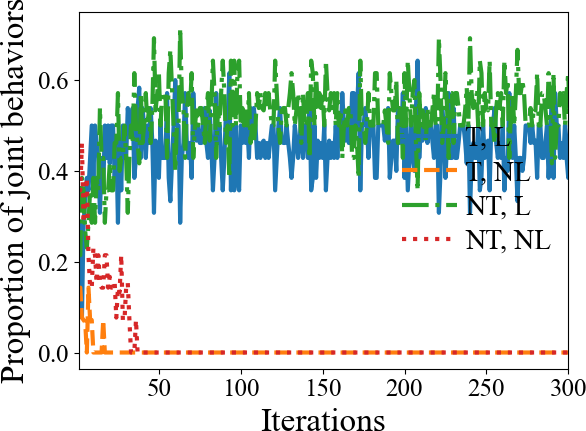 Proportion of joint behaviors
0.6
0.4
0.2
0.0
T, L
T, NL
NT, L
NT, NL
50
100
150
200
250
300
Iterations